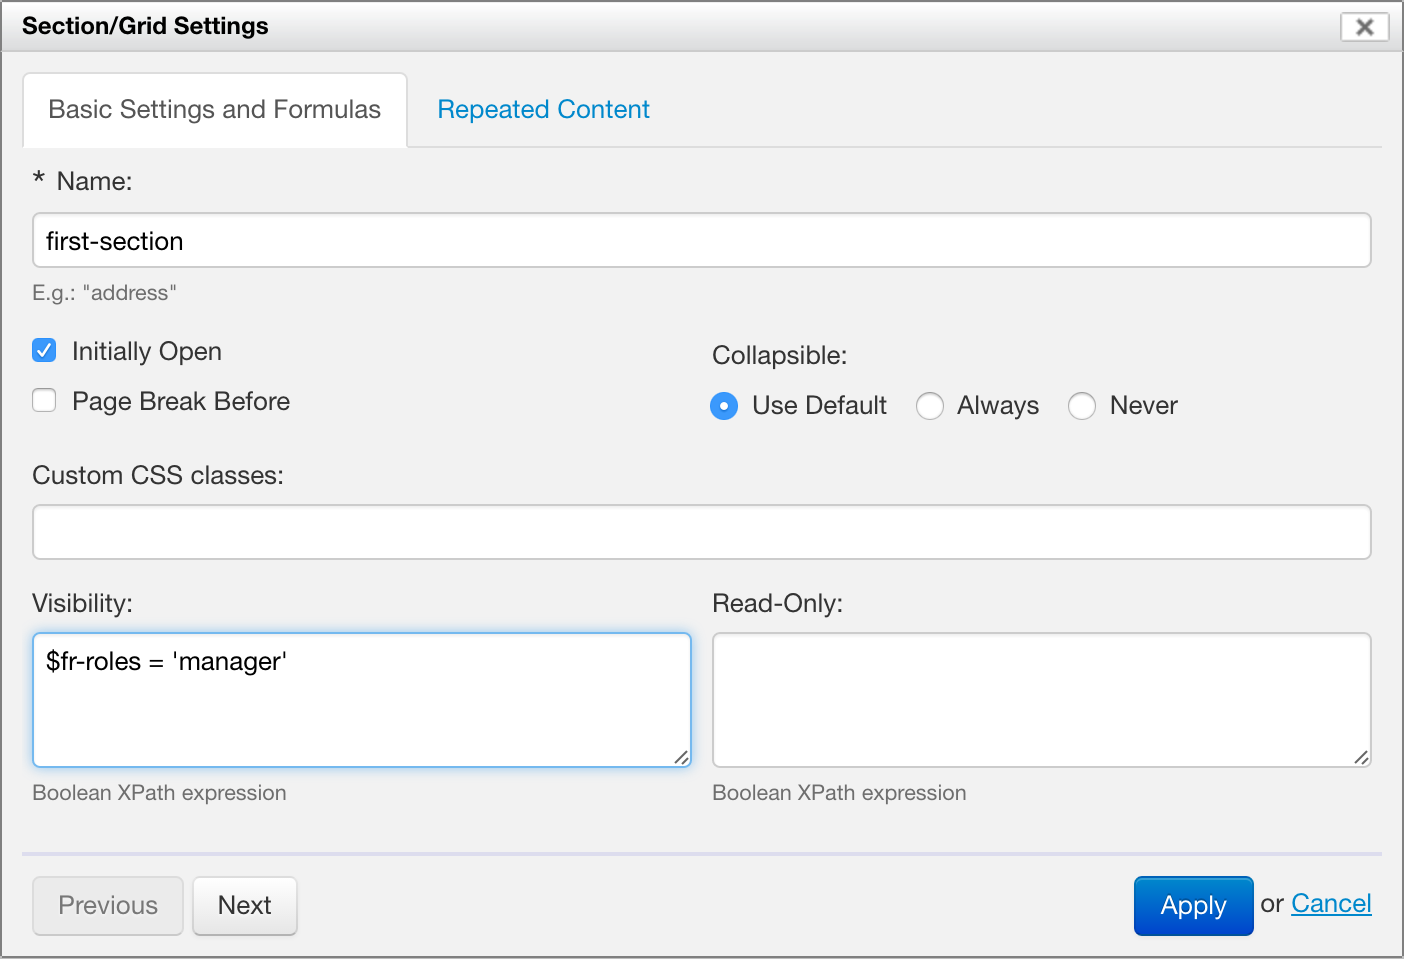 Section/Grid Settings
Basic Settings and Formulas
Repeated Content
* Name:
first-section
E.g.: "address"
Initially Open
Page Break Before
Collapsible:
Use Default
Always
Never
Custom CSS classes:
Visibility:
$fr-roles = 'manager'
Boolean XPath expression
Read-Only:
Boolean XPath expression
Previous
Next
Apply or Cancel